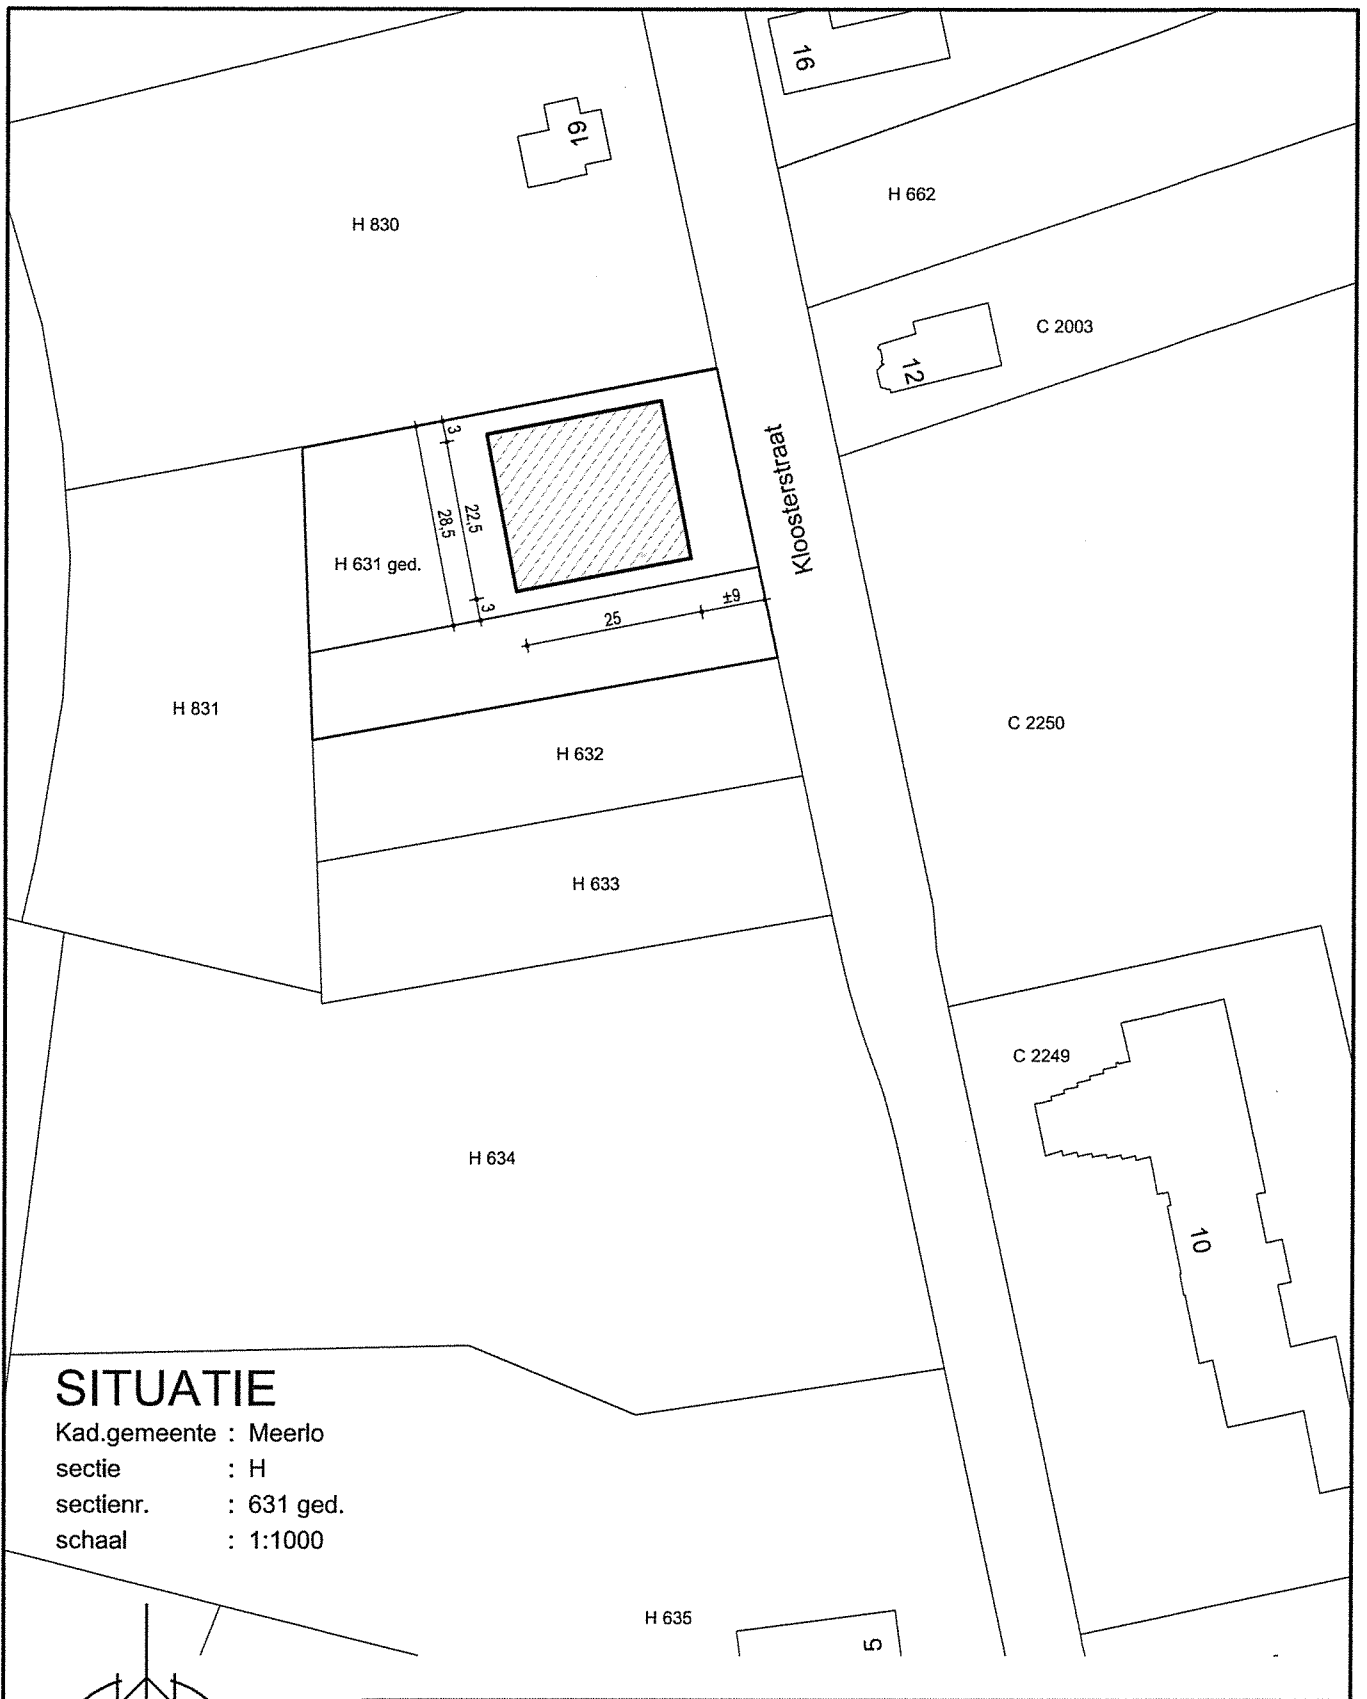 16
19
H 662
H 830
C 2003
12
Kloosterstraat
3
22,5
28,5
H 631 ged.
3
±9
25
H 831
C 2250
H 632
H 633
C 2249
H 634
10
SITUATIE
Kad.gemeente : Meerlo
sectie : H
sectienr. : 631 ged.
schaal : 1:1000
H 635
5